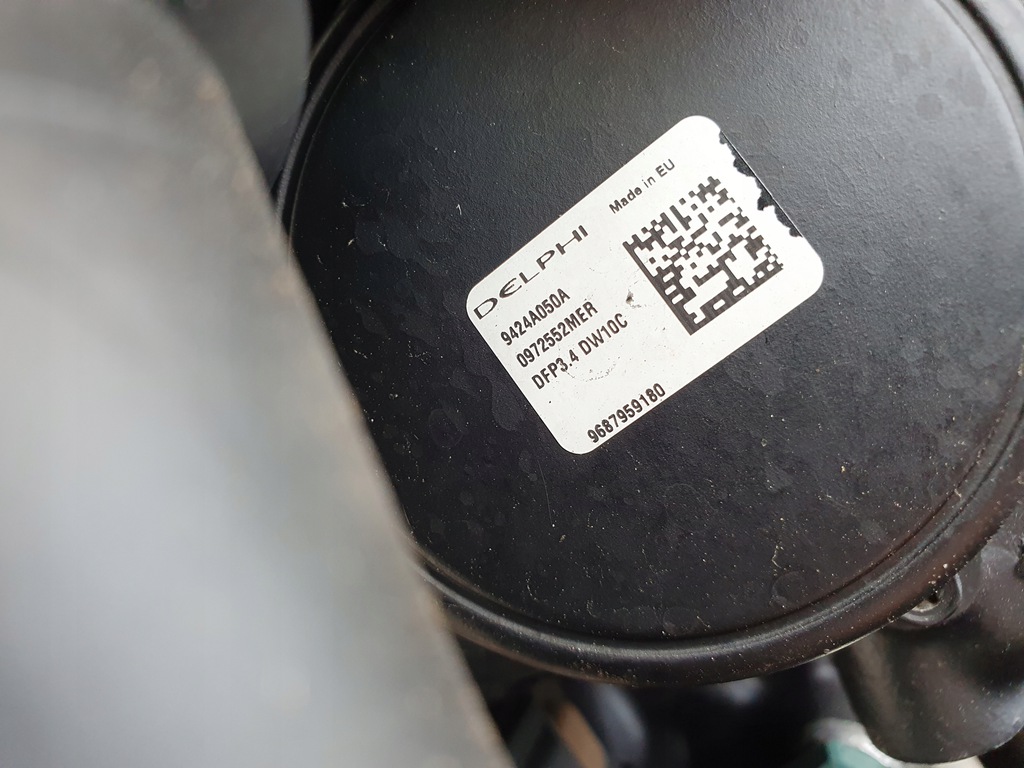 DELPHI
Made in EU
9424A050A
0972552MER
DFP3.4 DW10C
9687959180